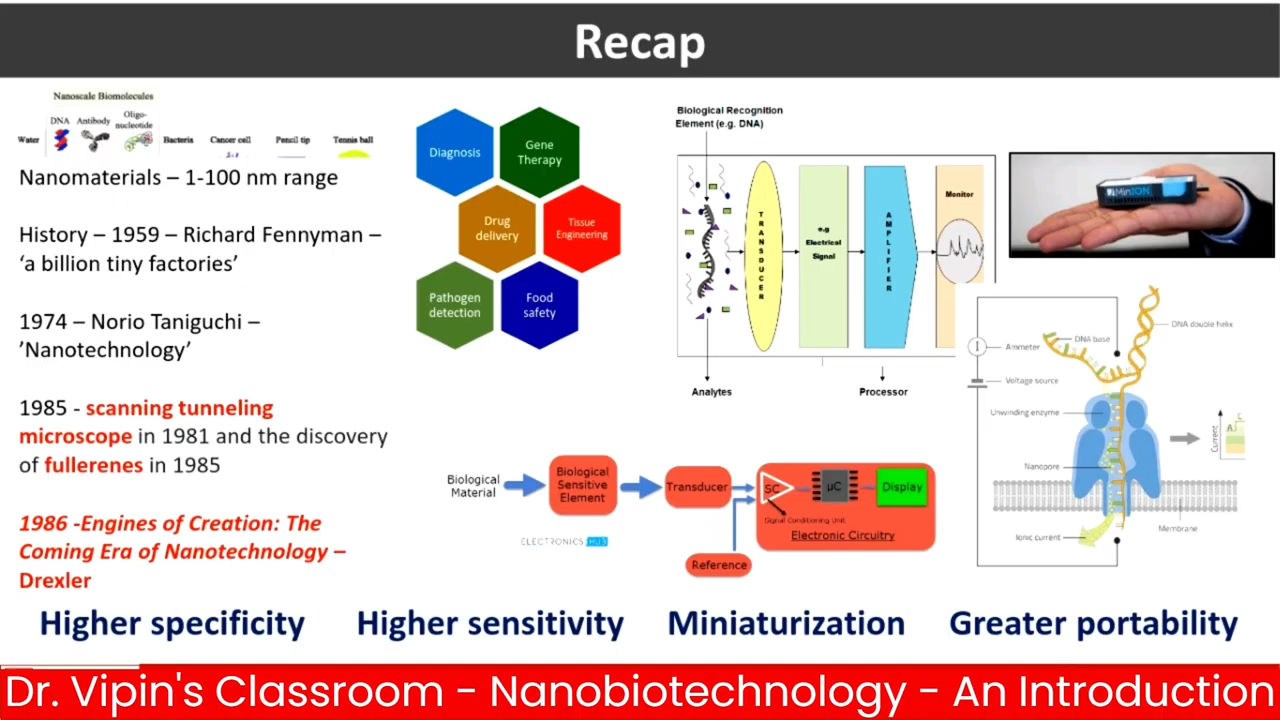 Recap
Nanoscale Biomolecules
DNA Antibody Oligo-
nucleotide
Water
Bacteria Cancer cell Pencil tip Tennis ball
Nanomaterials – 1-100 nm range
History – 1959 – Richard Fennyman –
‘a billion tiny factories’
1974 – Norio Taniguchi –
’Nanotechnology’
1985 - scanning tunneling
microscope in 1981 and the discovery
of fullerenes in 1985
1986 -Engines of Creation: The
Coming Era of Nanotechnology –
Drexler
Diagnosis
Gene
Therapy
Drug
delivery
Tissue
Engineering
Pathogen
detection
Food
safety
Biological Recognition
Element (e.g. DNA)
TRANSDUCER
e.g
Electrical
Signal
AMPLIFIER
Monitor
Analytes
Processor
MinION
Biological
Material
Biological
Sensitive
Element
Transducer
SC
µC
Display
Signal Conditioning Unit
Electronic Circuitry
Reference
ELECTRONICS HUB
DNA double helix
DNA base
I
Ammeter
Voltage source
Unwinding enzyme
Nanopore
Membrane
Ionic current
Current
A
C
Higher specificity
Higher sensitivity
Miniaturization
Greater portability
Dr. Vipin's Classroom - Nanobiotechnology - An Introduction